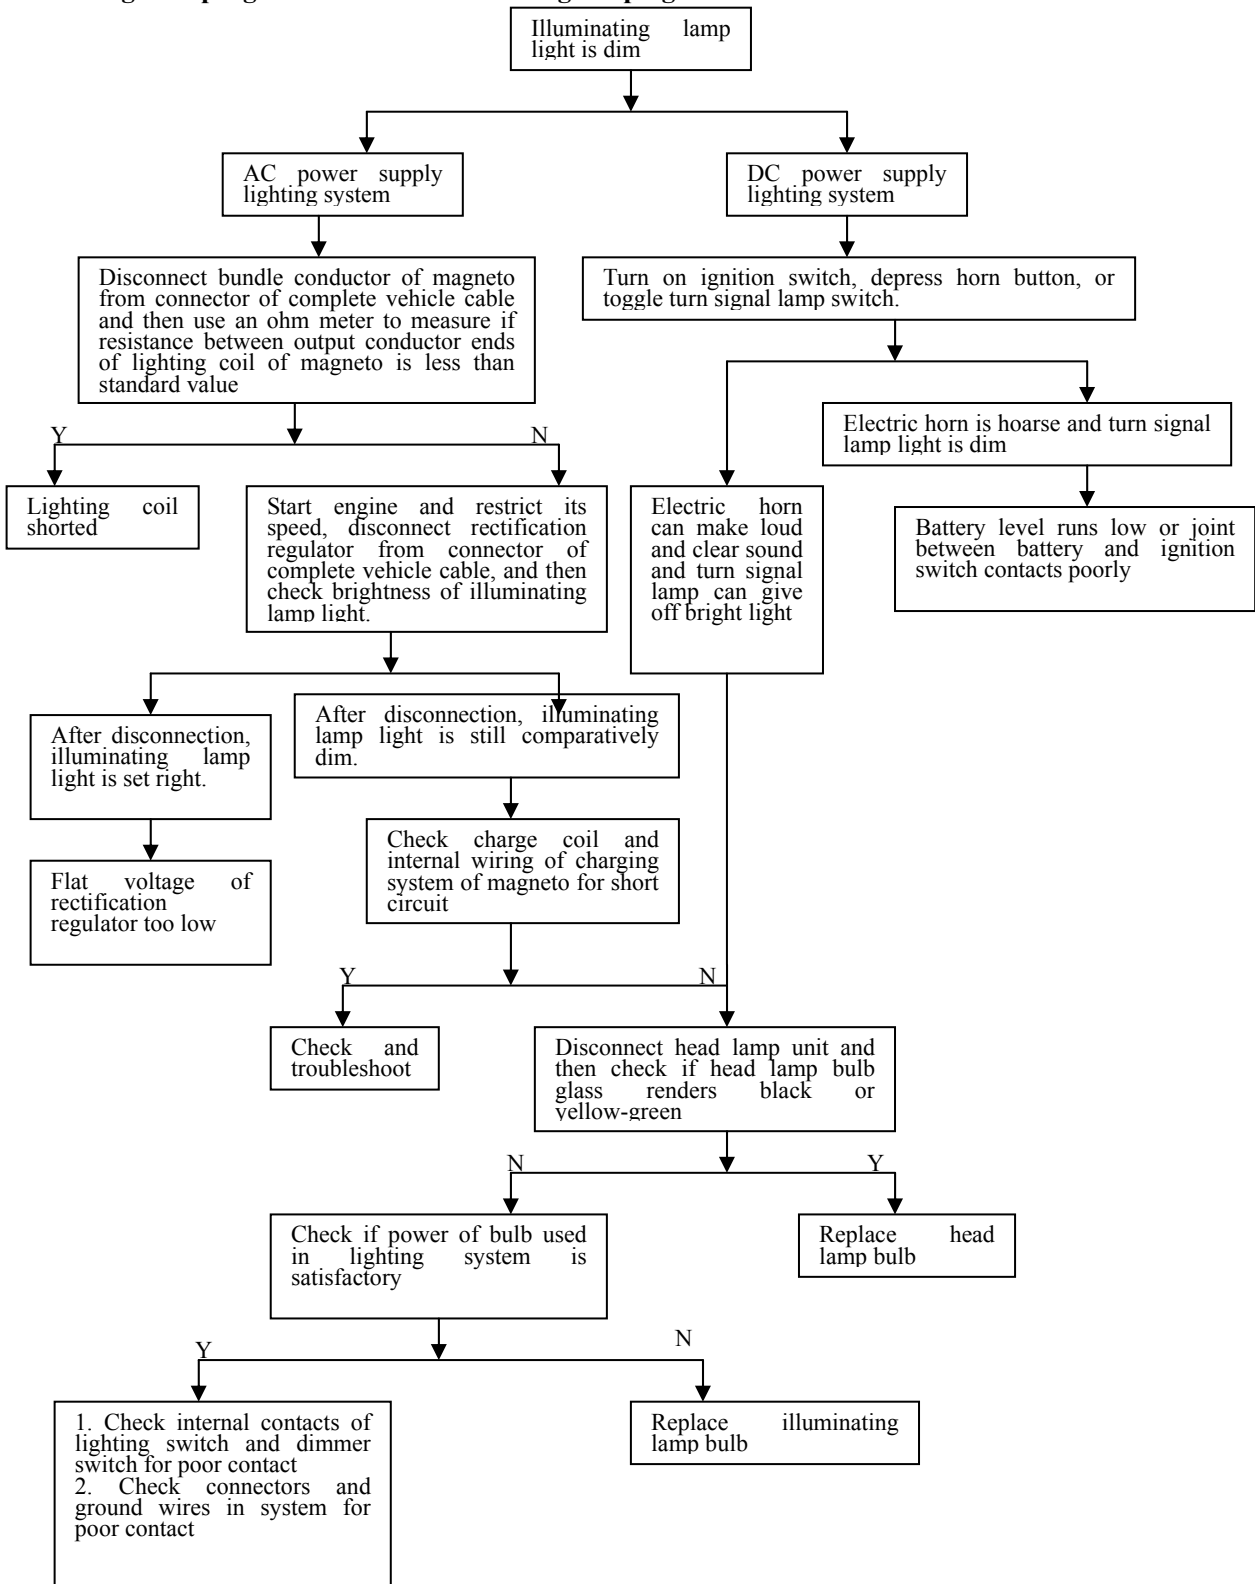 Illuminating lamp
light is dim
AC power supply
lighting system
DC power supply
lighting system
Disconnect bundle conductor of magneto
from connector of complete vehicle cable
and then use an ohm meter to measure if
resistance between output conductor ends
of lighting coil of magneto is less than
standard value
Turn on ignition switch, depress horn button, or
toggle turn signal lamp switch.
Electric horn is hoarse and turn signal
lamp light is dim
Y
N
Lighting coil
shorted
Start engine and restrict its
speed, disconnect rectification
regulator from connector of
complete vehicle cable, and then
check brightness of illuminating
lamp light.
Electric horn
can make loud
and clear sound
and turn signal
lamp can give
off bright light
Battery level runs low or joint
between battery and ignition
switch contacts poorly
After disconnection,
illuminating lamp
light is set right.
After disconnection, illuminating
lamp light is still comparatively
dim.
Check charge coil and
internal wiring of charging
system of magneto for short
circuit
Flat voltage of
rectification
regulator too low
Y
N
Check and
troubleshoot
Disconnect head lamp unit and
then check if head lamp bulb
glass renders black or
yellow-green
N
Y
Check if power of bulb used
in lighting system is
satisfactory
Replace head
lamp bulb
Y
N
1. Check internal contacts of
lighting switch and dimmer
switch for poor contact
2. Check connectors and
ground wires in system for
poor contact
Replace illuminating
lamp bulb